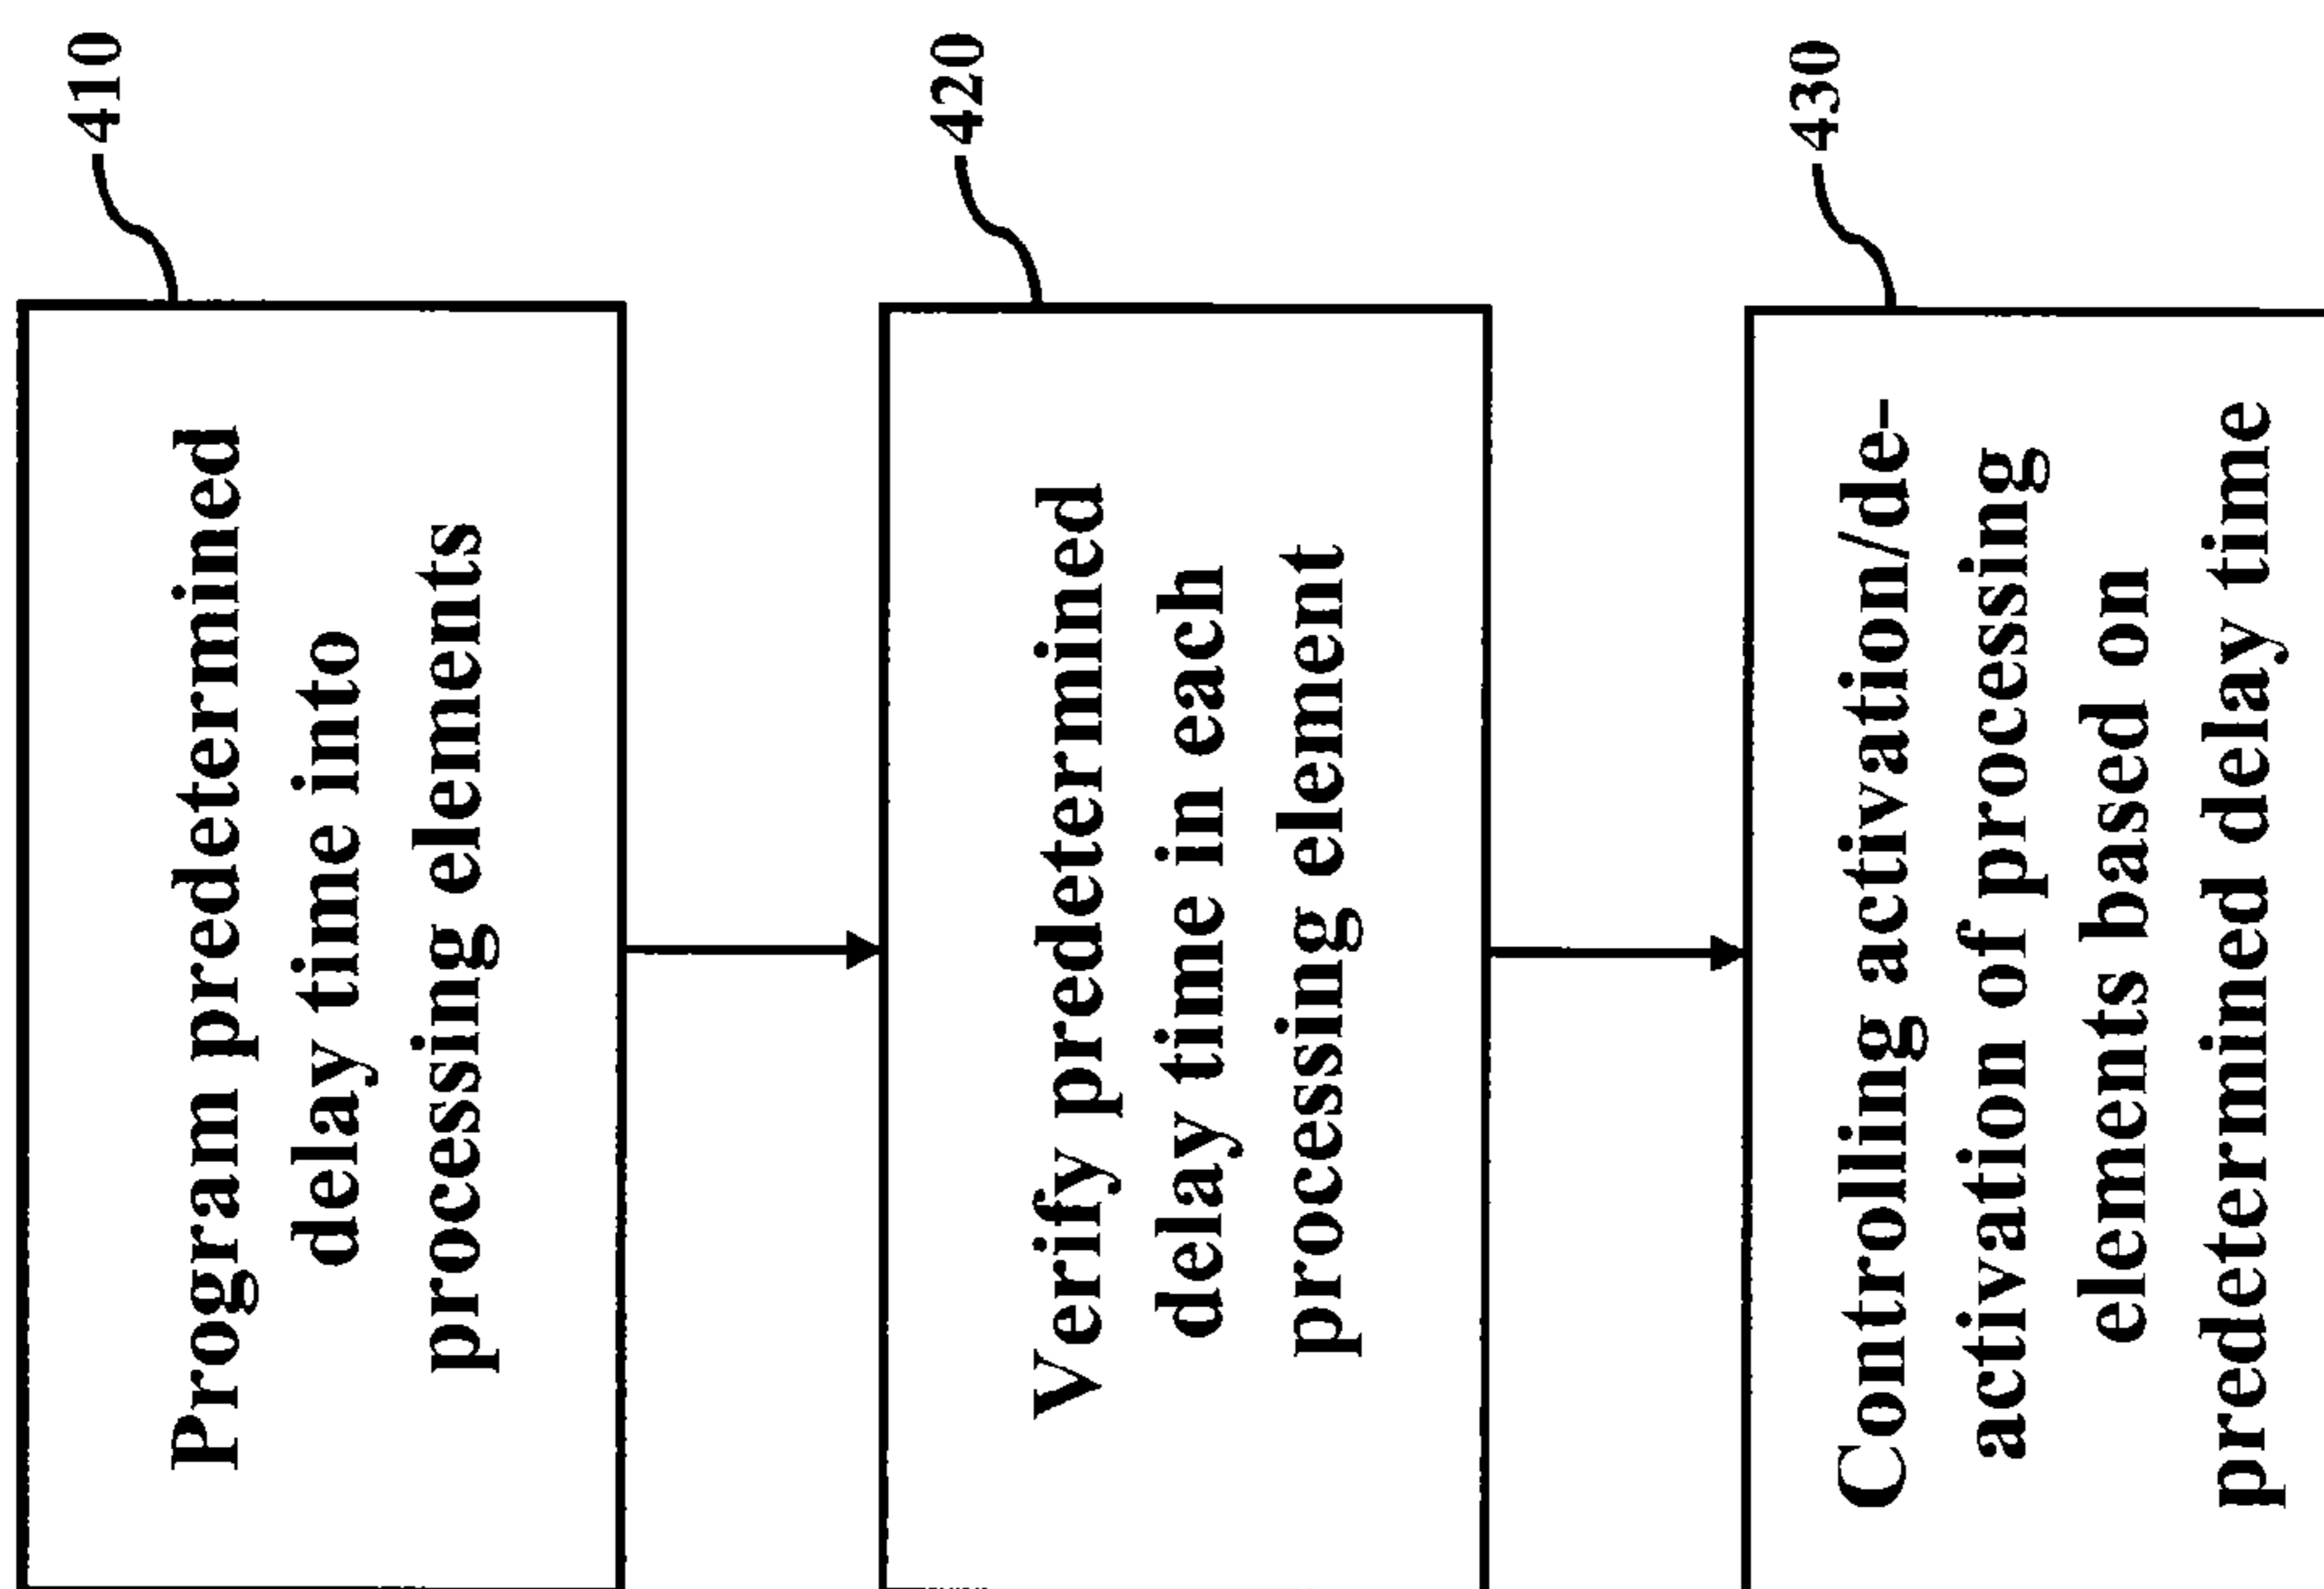 410
Program predetermined
delay time into
processing elements
420
Verify predetermined
delay time in each
processing element
430
Controlling activation/de-
activation of processing
elements based on
predetermined delay time